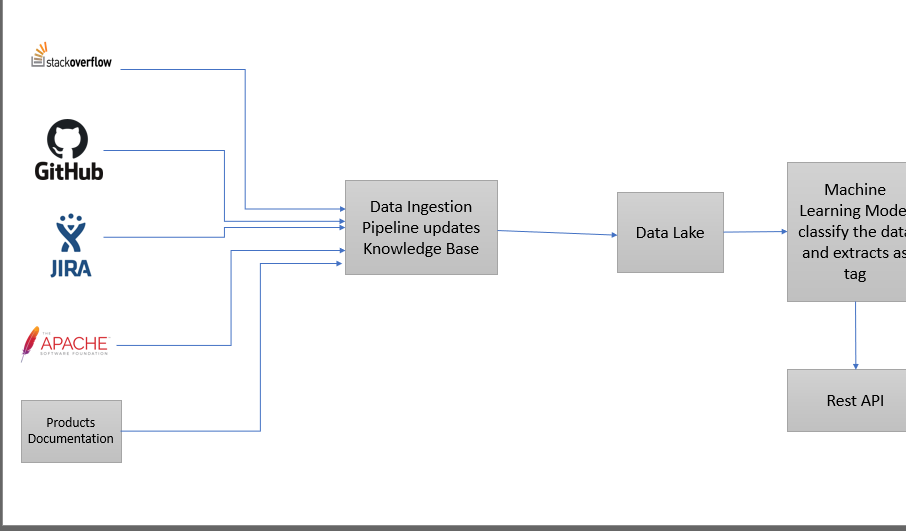 stackoverflow
GitHub
JIRA
THE
APACHE
SOFTWARE FOUNDATION
Products
Documentation
Data Ingestion
Pipeline updates
Knowledge Base
Data Lake
Machine
Learning Mode
classify the data
and extracts as
tag
Rest API